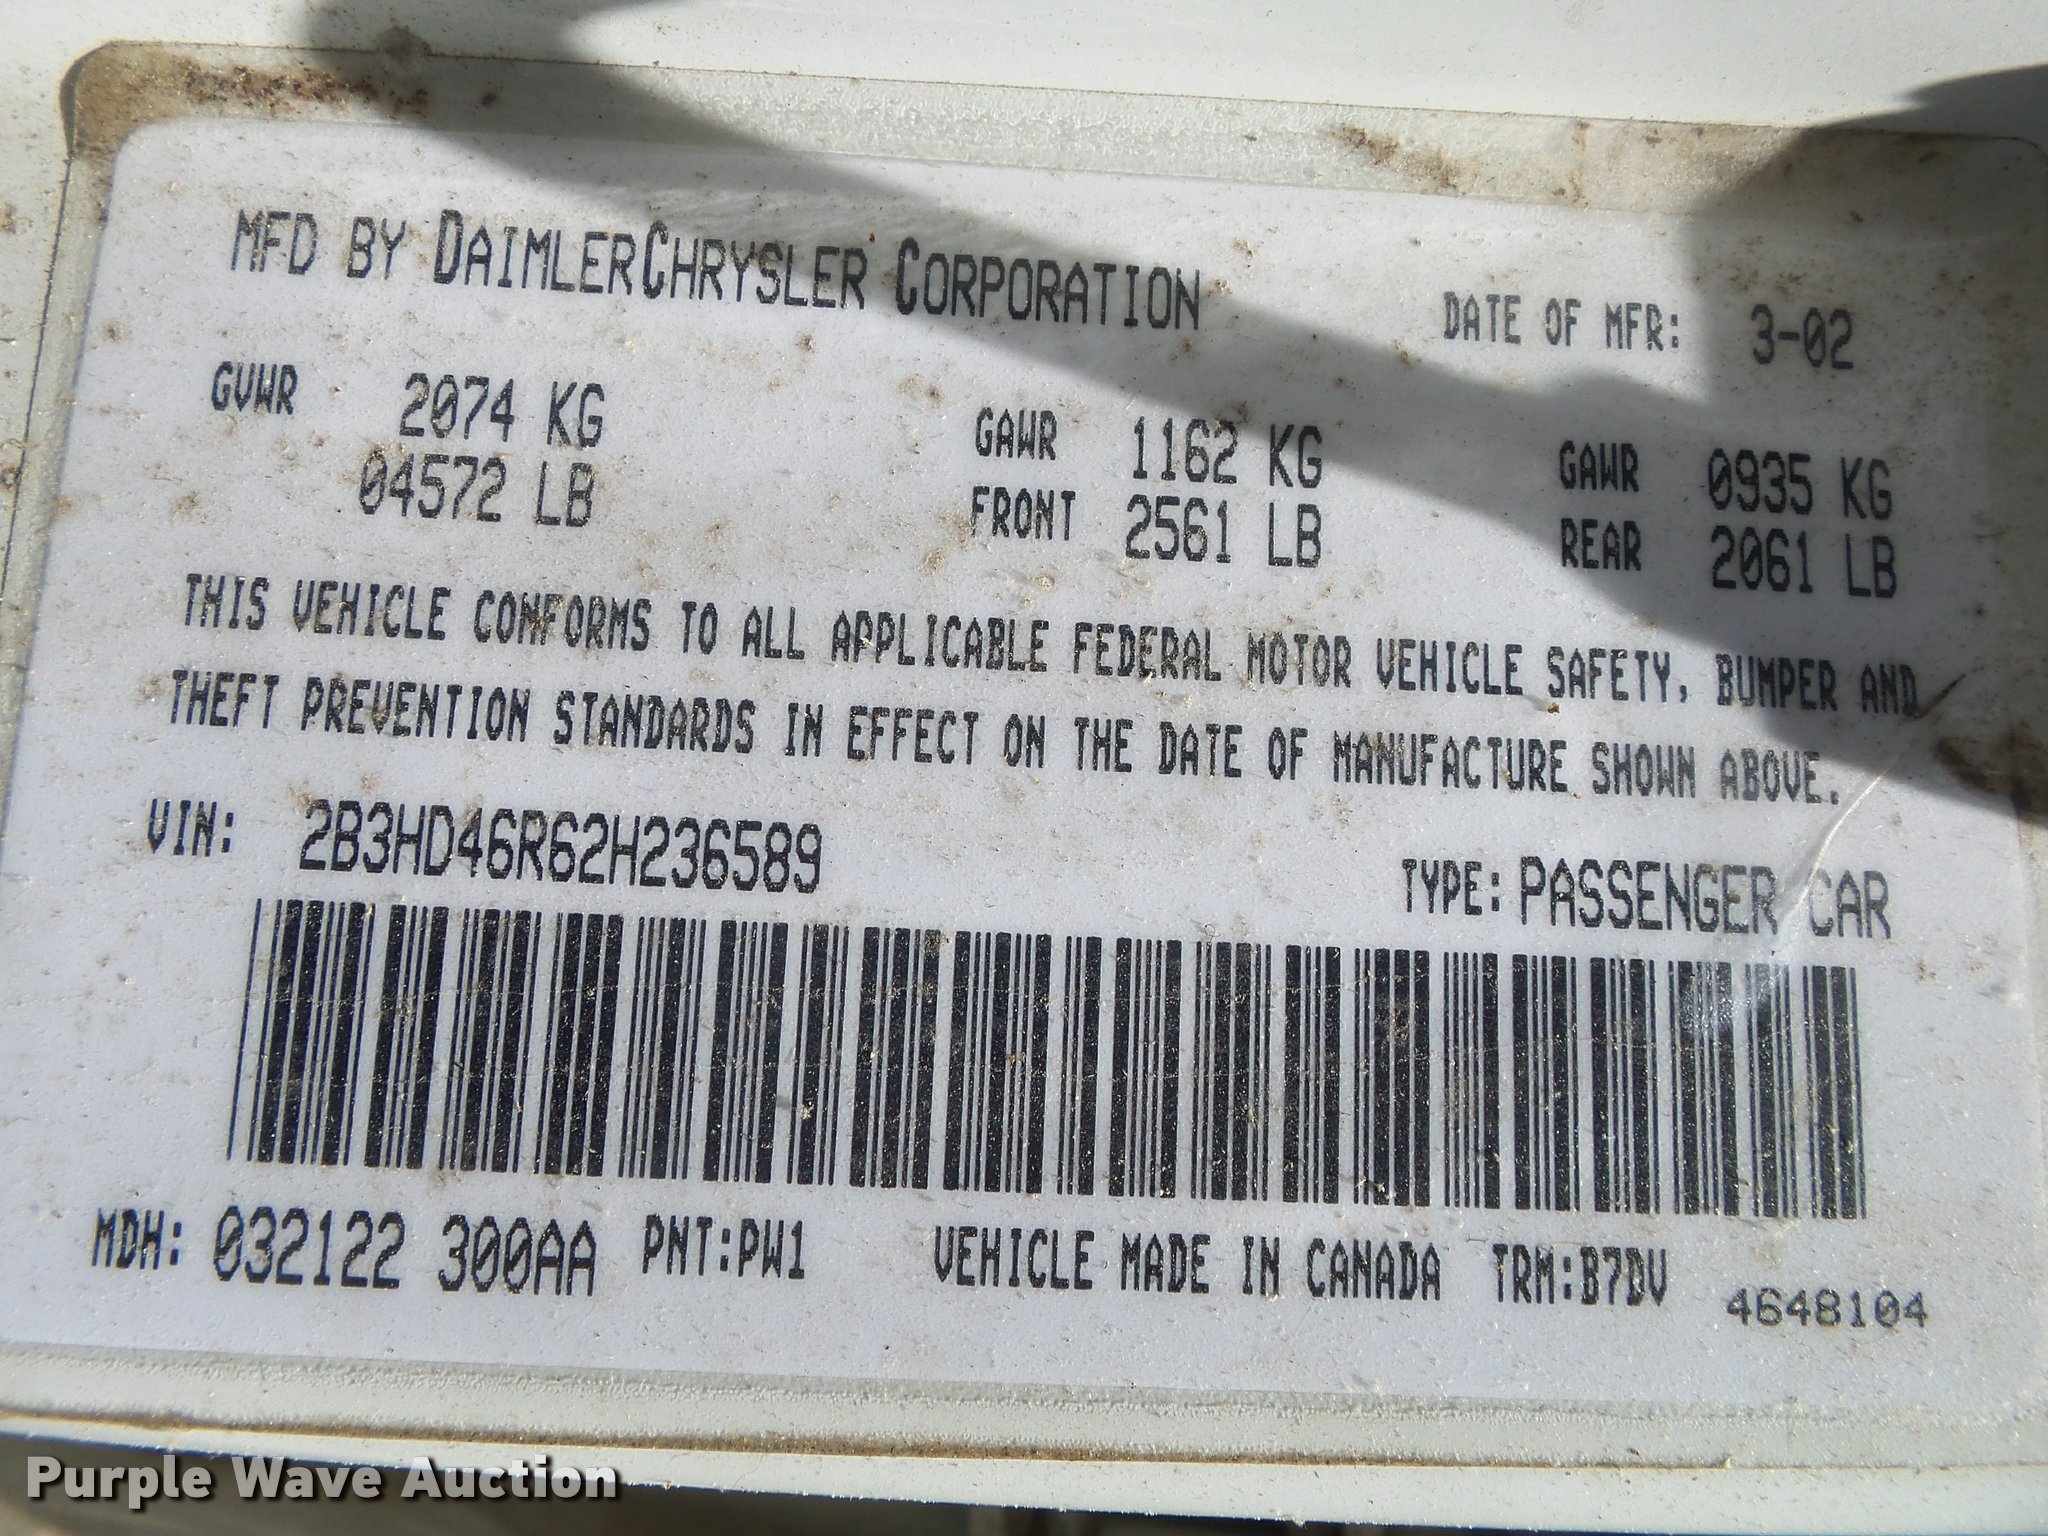 MFD BY DAIMLERCHRYSLER CORPORATION
DATE OF MFR: 3-02
GVWR 2074 KG
04572 LB
GAWR 1162 KG
FRONT 2561 LB
GAWR 0935 KG
REAR 2061 LB
THIS VEHICLE CONFORMS TO ALL APPLICABLE FEDERAL MOTOR VEHICLE SAFETY, BUMPER AND
THEFT PREVENTION STANDARDS IN EFFECT ON THE DATE OF MANUFACTURE SHOWN ABOVE.
VIN: 2B3HD46R62H236589
TYPE: PASSENGER CAR
MDH: 032122 300AA PNT:PW1 VEHICLE MADE IN CANADA TRM:B7DV 4648104
Purple Wave Auction